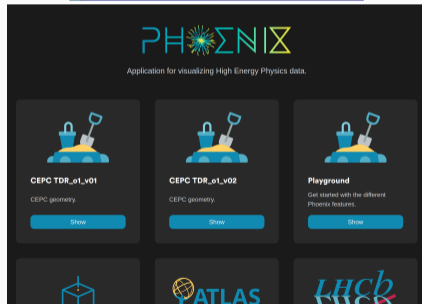 PHOENIX
Application for visualizing High Energy Physics data.
CEPC TDR_o1_v01
CEPC geometry.
Show
CEPC TDR_o1_v02
CEPC geometry.
Show
Playground
Get started with the different
Phoenix features.
Show
ATLAS
LHCb